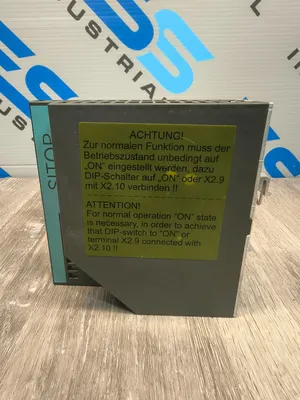 INDUSTRIAL
SITOP
ACHTUNG!
Zur normalen Funktion muss der
Betriebszustand unbedingt auf
„ON" eingestellt werden, dazu
DIP-Schalter auf „ON" oder X2.9
mit X2.10 verbinden !!
ATTENTION!
For normal operation "ON" state
is necessary, in order to achieve
that DIP-switch to "ON" or
terminal X2.9 connected with
X2.10 !!